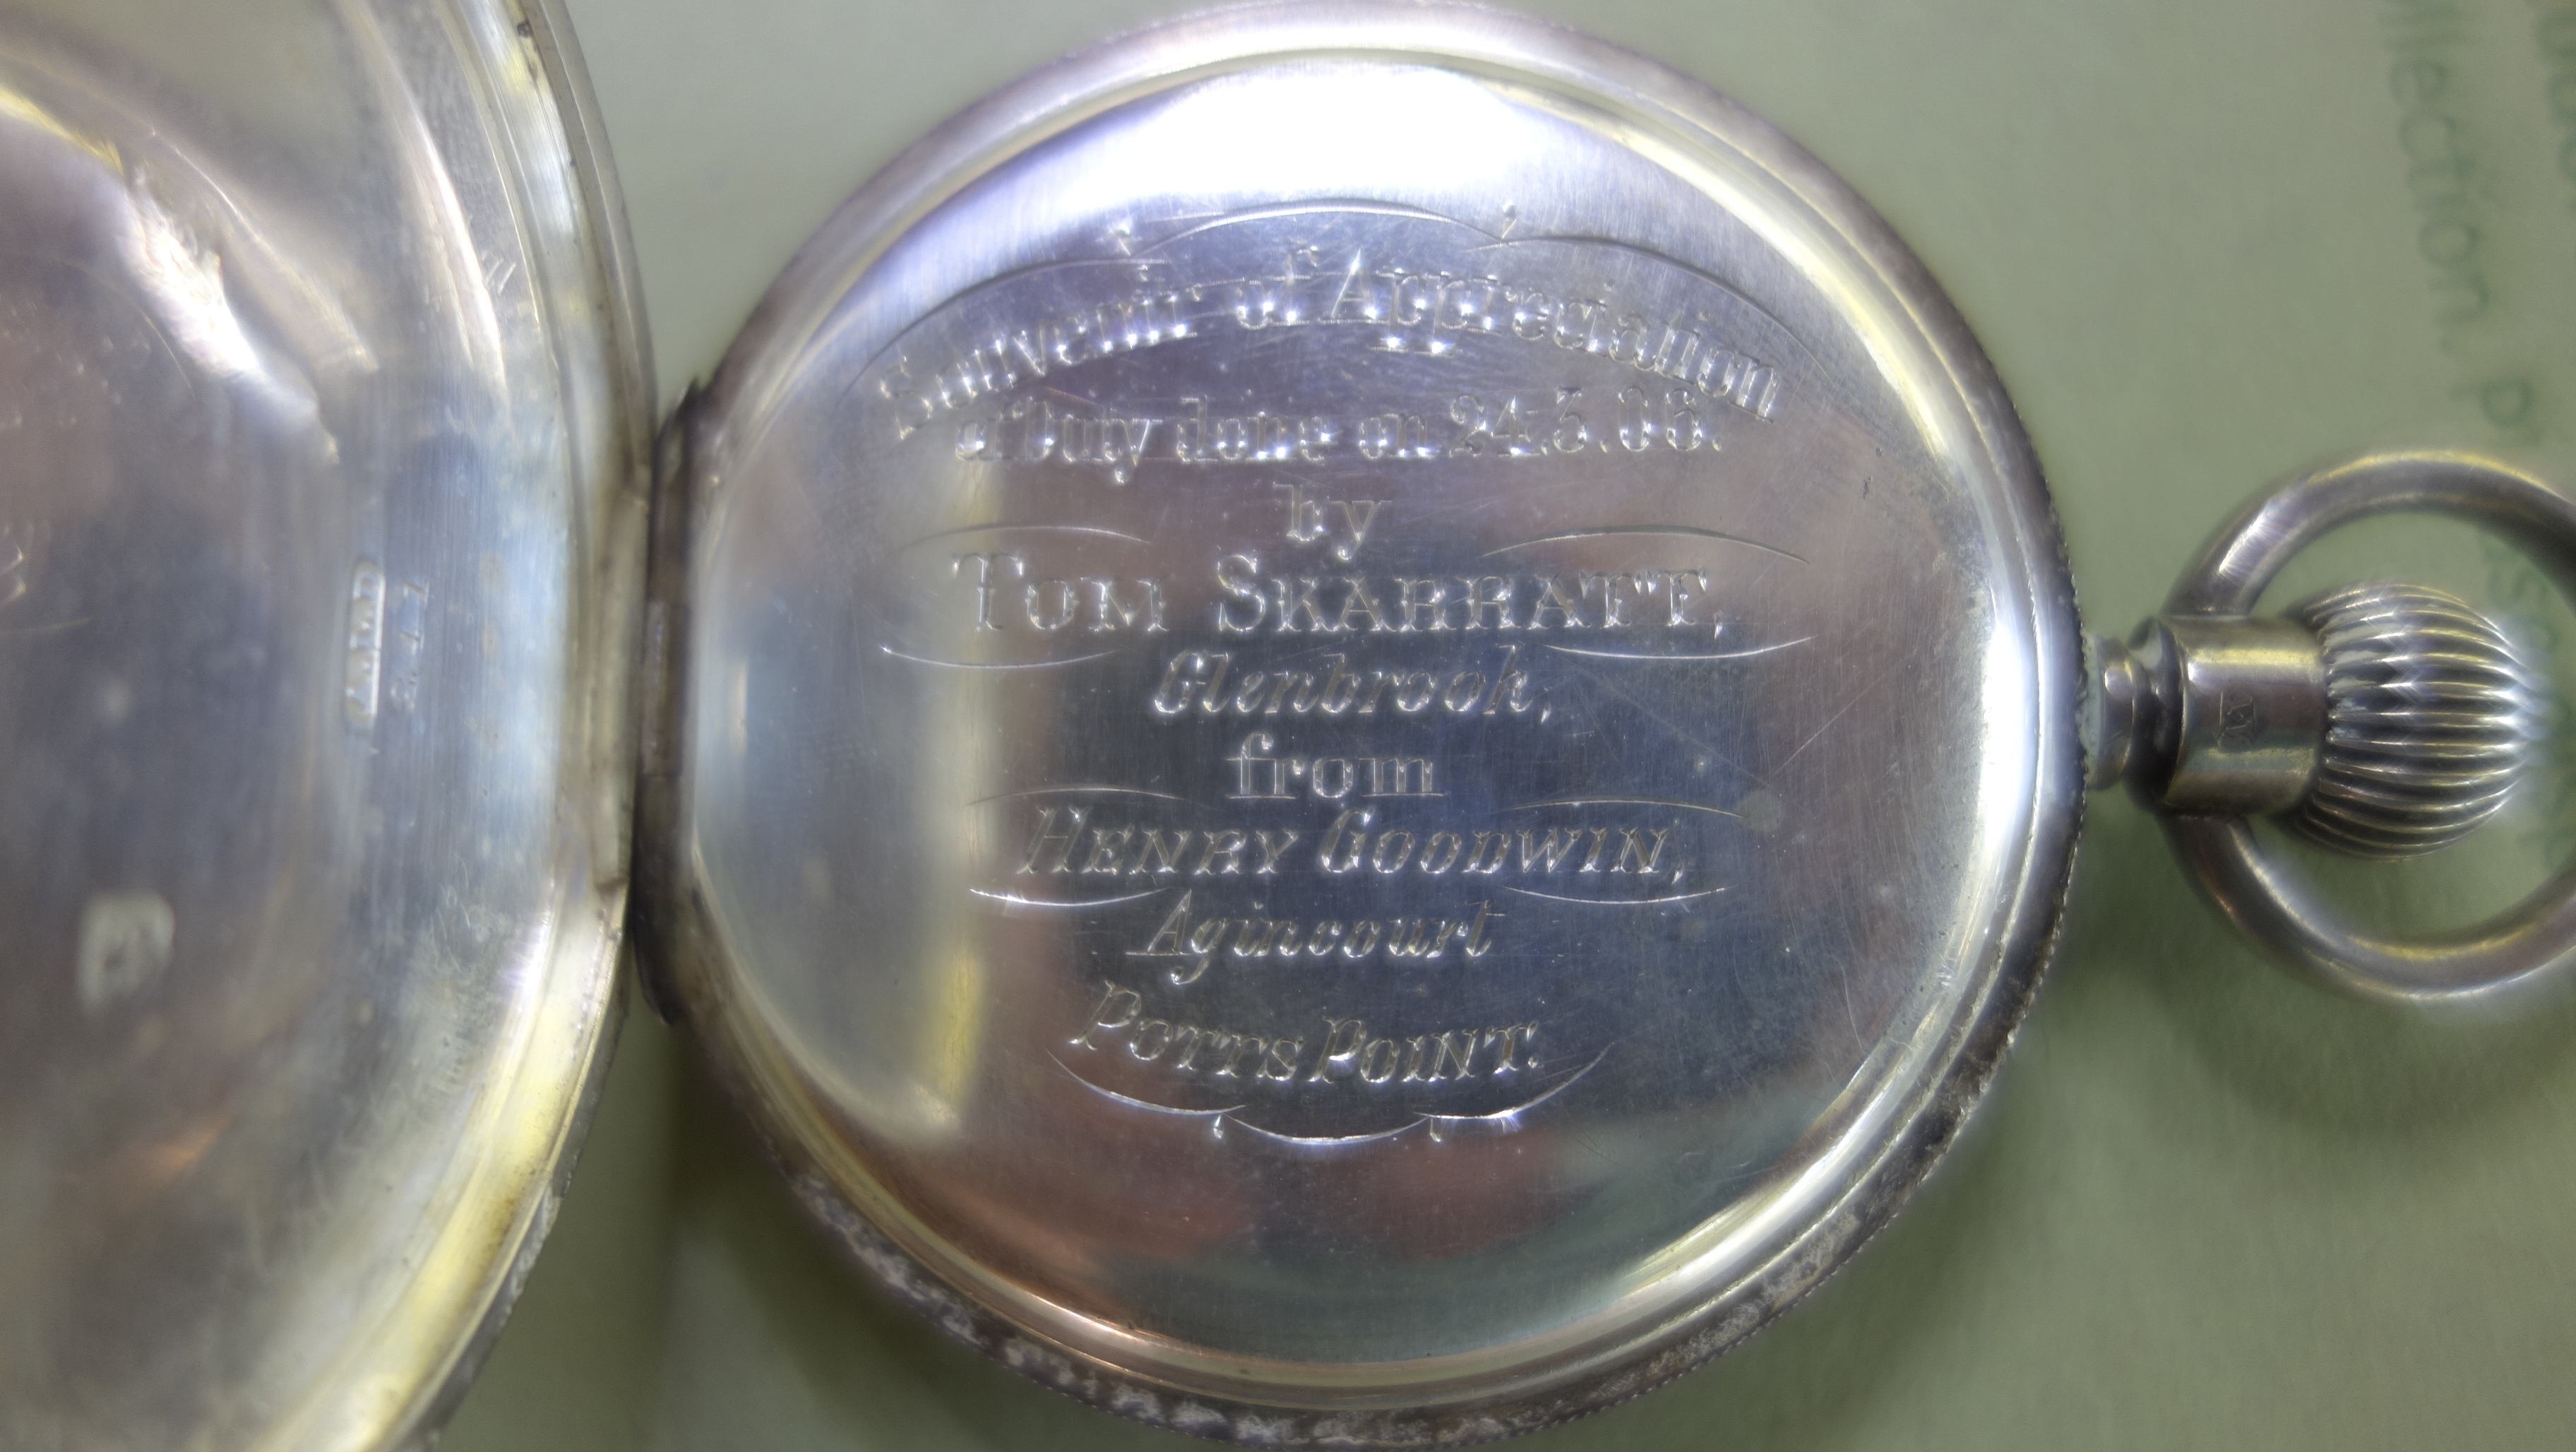 Souvenir of Appreciation
of Duty done on 24.3.06.
by
TOM SKARRATT,
Glenbrook,
from
HENRY GOODWIN,
Agincourt
POTTS POINT.